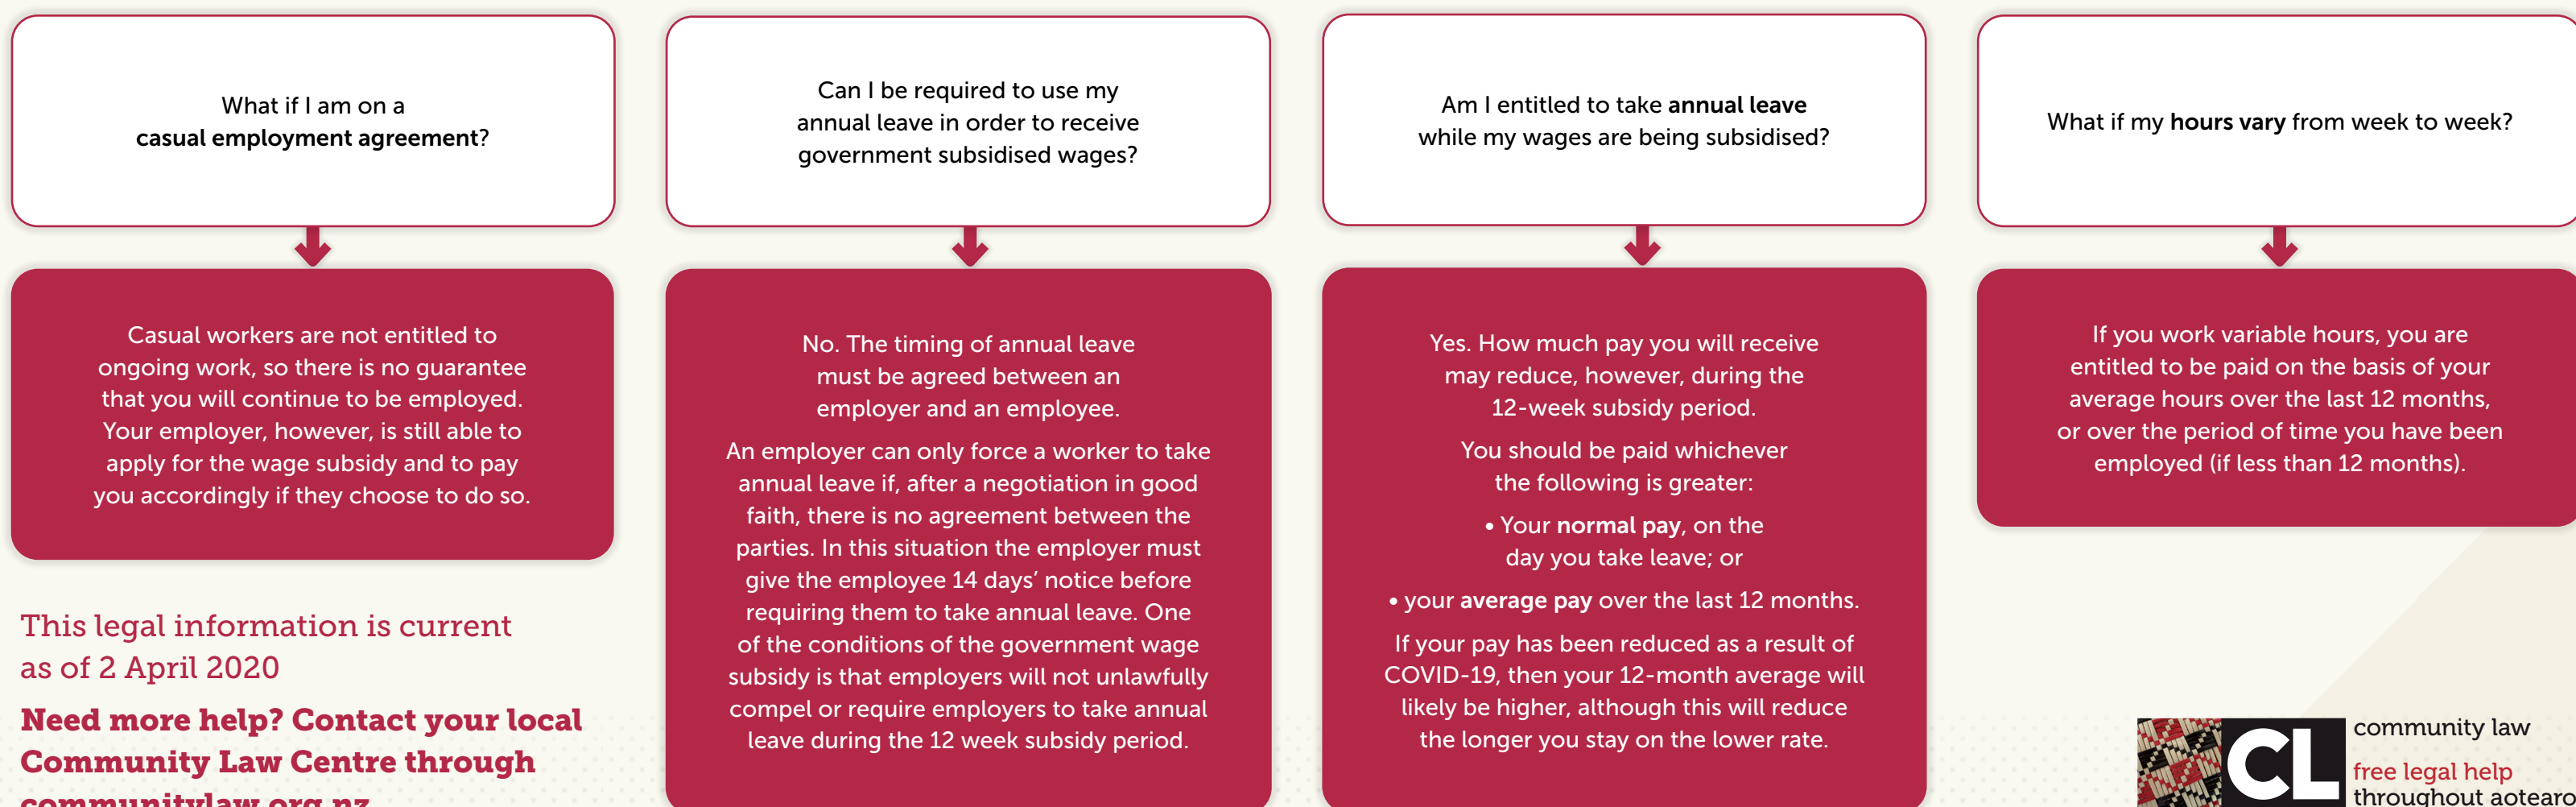 What if I am on a
casual employment agreement?
Casual workers are not entitled to
ongoing work, so there is no guarantee
that you will continue to be employed.
Your employer, however, is still able to
apply for the wage subsidy and to pay
you accordingly if they choose to do so.
Can I be required to use my
annual leave in order to receive
government subsidised wages?
No. The timing of annual leave
must be agreed between an
employer and an employee.
An employer can only force a worker to take
annual leave if, after a negotiation in good
faith, there is no agreement between the
parties. In this situation the employer must
give the employee 14 days' notice before
requiring them to take annual leave. One
of the conditions of the government wage
subsidy is that employers will not unlawfully
compel or require employers to take annual
leave during the 12 week subsidy period.
Am I entitled to take annual leave
while my wages are being subsidised?
Yes. How much pay you will receive
may reduce, however, during the
12-week subsidy period.
You should be paid whichever
the following is greater:
• Your normal pay, on the
day you take leave; or
• your average pay over the last 12 months.
If your pay has been reduced as a result of
COVID-19, then your 12-month average will
likely be higher, although this will reduce
the longer you stay on the lower rate.
What if my hours vary from week to week?
If you work variable hours, you are
entitled to be paid on the basis of your
average hours over the last 12 months,
or over the period of time you have been
employed (if less than 12 months).
This legal information is current
as of 2 April 2020
Need more help? Contact your local
Community Law Centre through
communitylaw.org.nz
CL
community law
free legal help
throughout aotearo